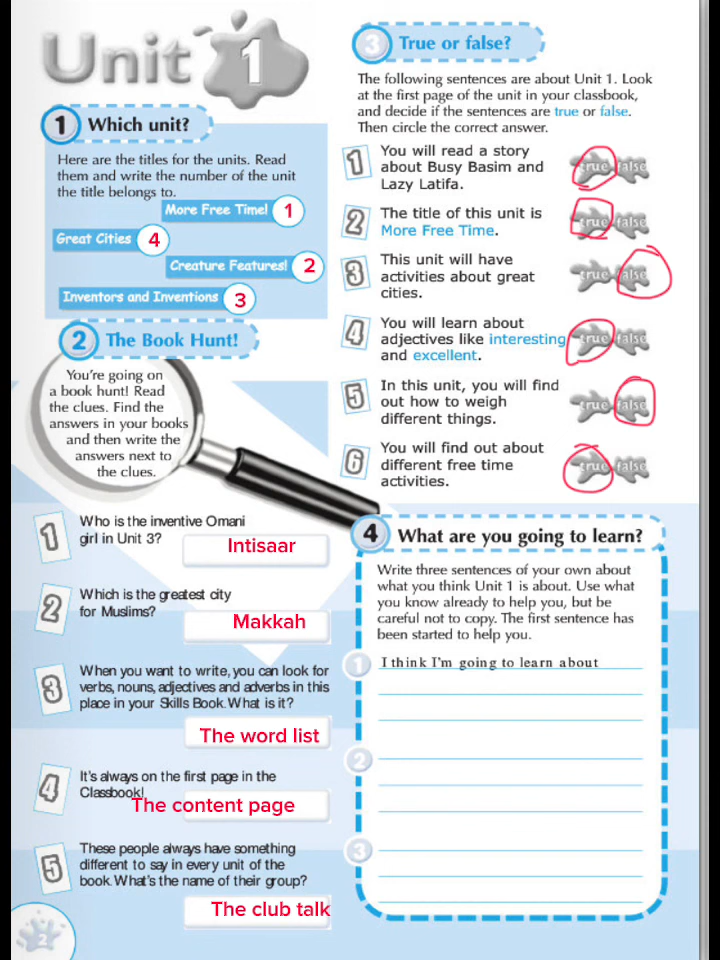 Unit 1
1 Which unit?
Here are the titles for the units. Read
them and write the number of the unit
the title belongs to.
More Free Time! 1
Great Cities 4
Creature Features! 2
Inventors and Inventions 3
2 The Book Hunt!
You're going on
a book hunt! Read
the clues. Find the
answers in your books
and then write the
answers next to
the clues.
1 Who is the inventive Omani
girl in Unit 3?
Intisaar
2 Which is the greatest city
for Muslims?
Makkah
3 When you want to write, you can look for
verbs, nouns, adjectives and adverbs in this
place in your Skills Book. What is it?
The word list
4 It's always on the first page in the
Classbook!
The content page
5 These people always have something
different to say in every unit of the
book. What's the name of their group?
The club talk
2
3 True or false?
The following sentences are about Unit 1. Look
at the first page of the unit in your classbook,
and decide if the sentences are true or false.
Then circle the correct answer.
1 You will read a story
about Busy Basim and
Lazy Latifa.
true false
2 The title of this unit is
More Free Time.
true false
3 This unit will have
activities about great
cities.
true false
4 You will learn about
adjectives like interesting
and excellent.
true false
5 In this unit, you will find
out how to weigh
different things.
true false
6 You will find out about
different free time
activities.
true false
4 What are you going to learn?
Write three sentences of your own about
what you think Unit 1 is about. Use what
you know already to help you, but be
careful not to copy. The first sentence has
been started to help you.
1 I think I'm going to learn about
2
3